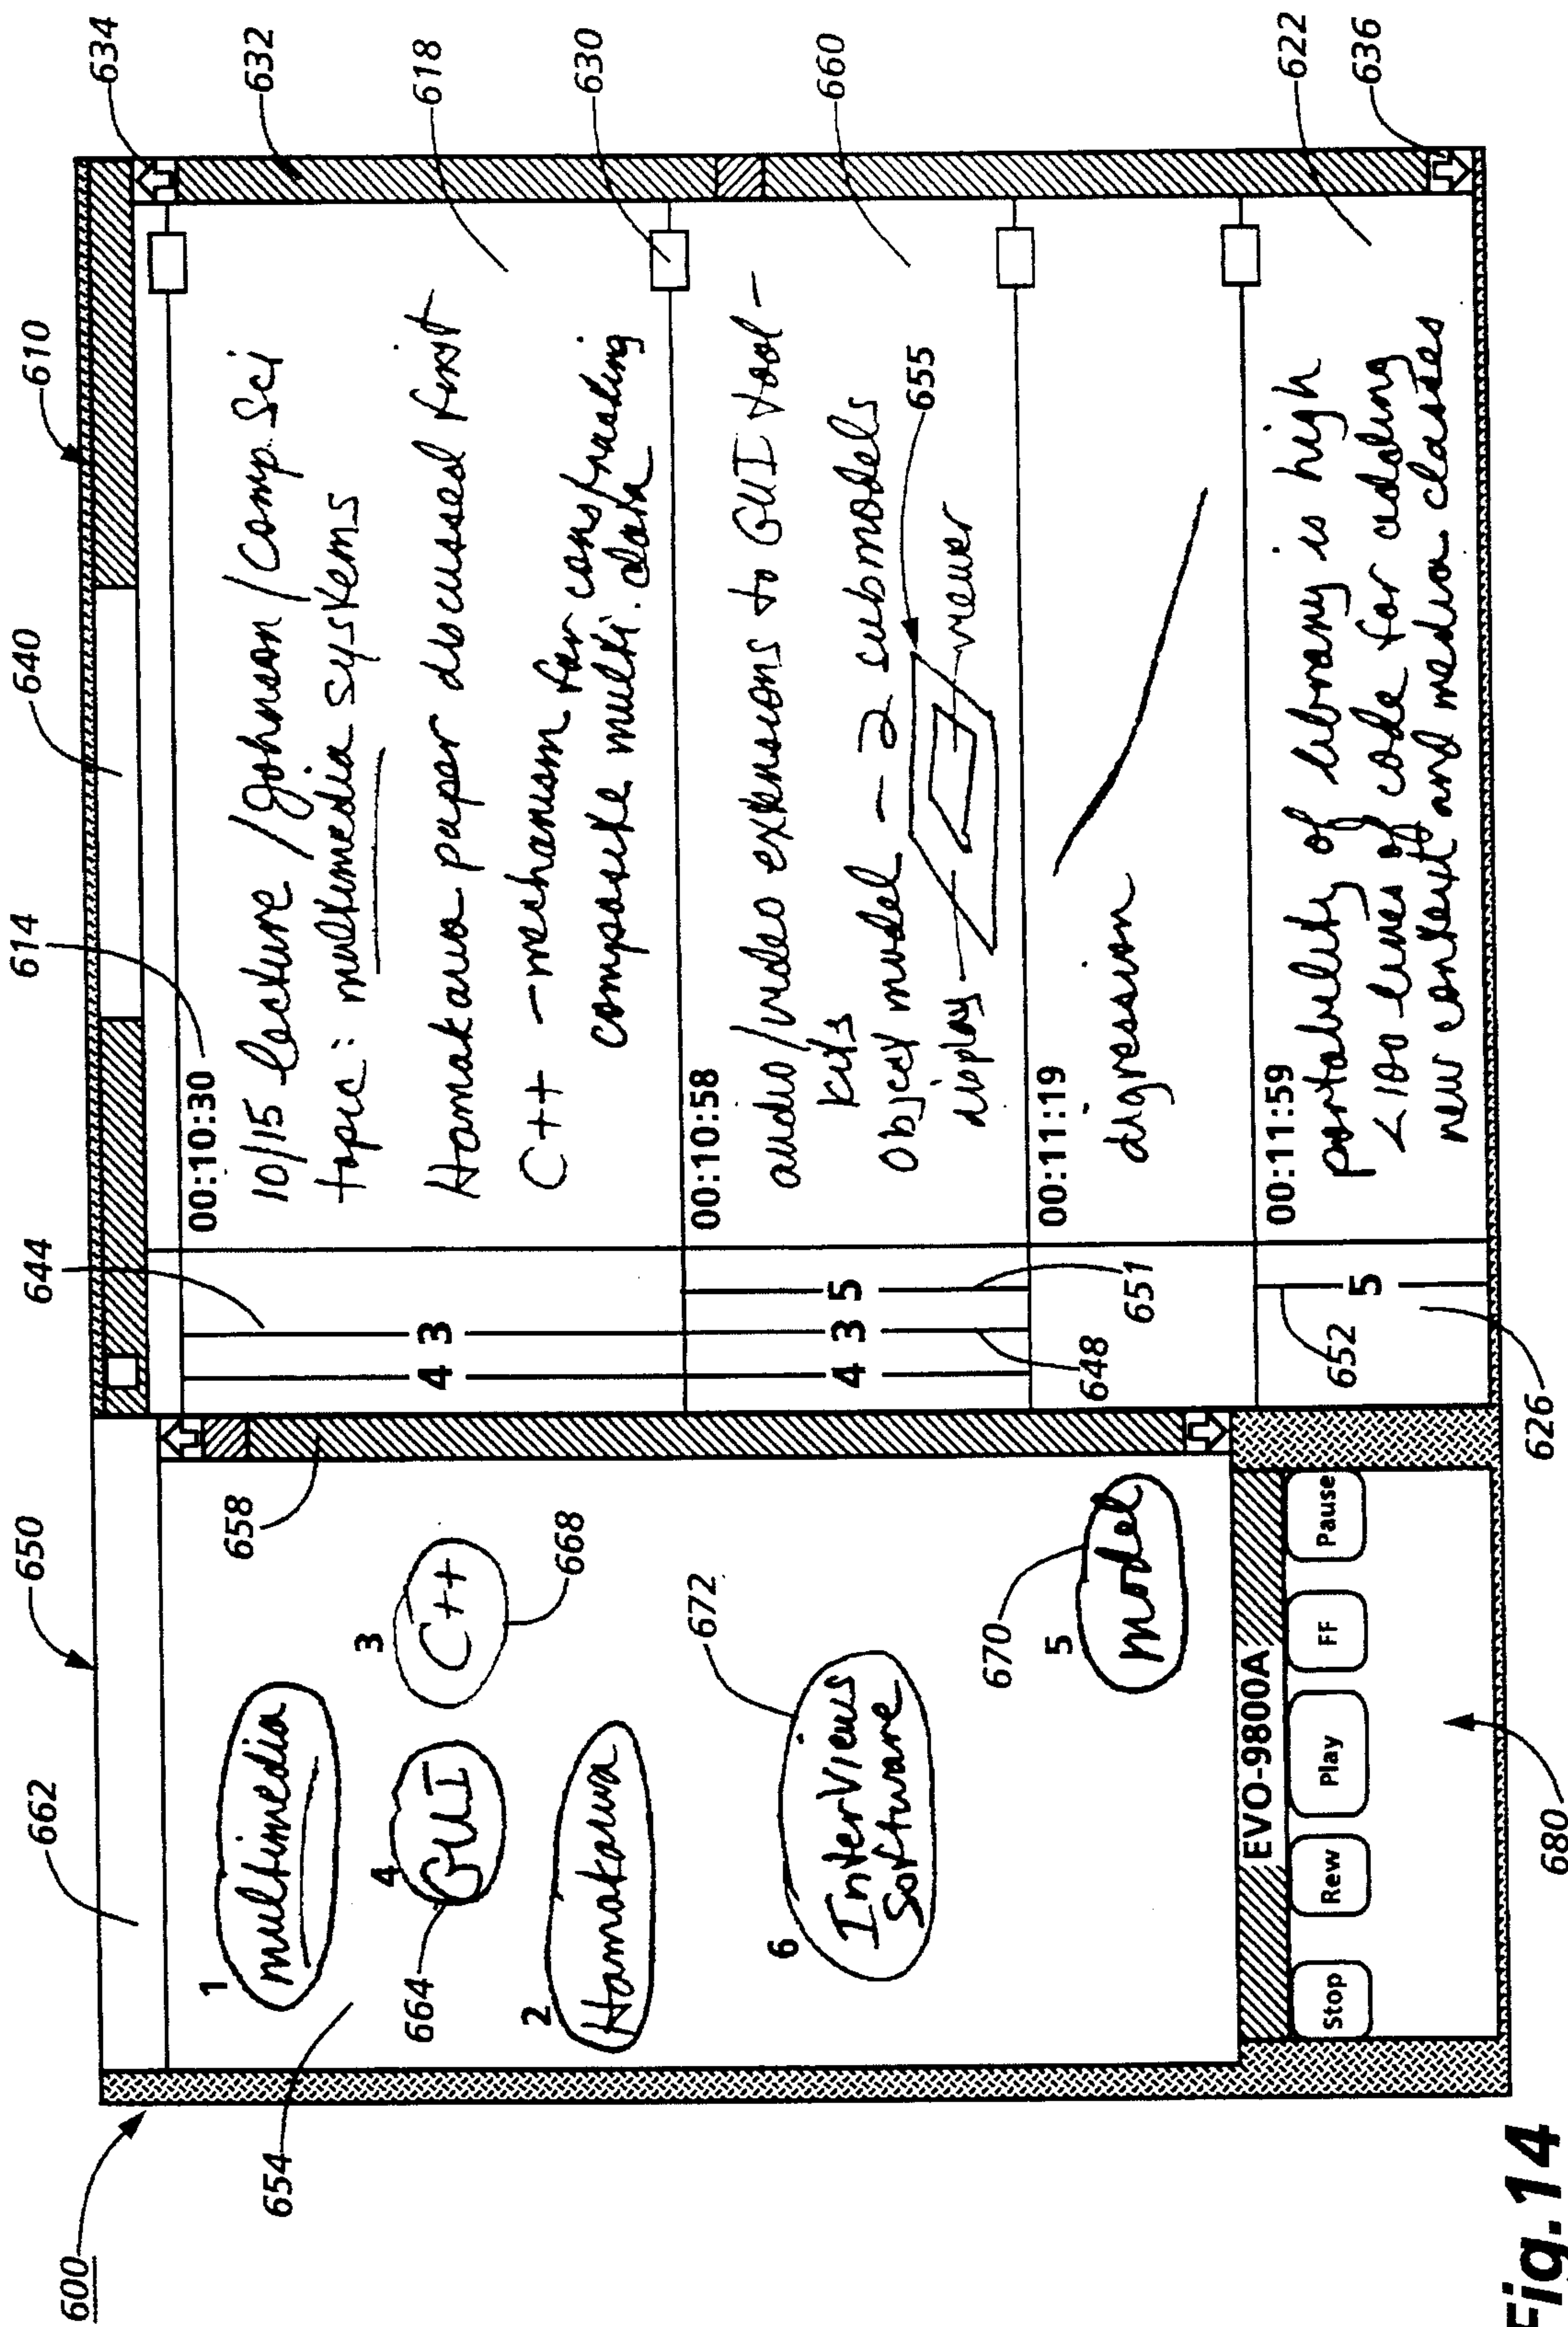 600
650
610
662
644
614
640
634
632
618
630
660
622
636
654
1
multimedia
664
4
GUI
3
C++
668
658
2
Hamakawa
6
InterViews
Software
672
670
5
model
EVO-9800A
Stop
Rew
Play
FF
Pause
680
4 3
4 3 5
648
651
652
5
626
00:10:30
10/15 lecture / Johnson / Comp. Sci
topic: multimedia systems
Hamakawa paper discussed first
C++ - mechanism for constructing
composite multi. data
00:10:58
audio/video extensions to GUI tool-
kits
Object model - 2 submodels
display
viewer
655
00:11:19
digression
00:11:59
portability of library is high
<100 lines of code for adding
new context and media classes
Fig. 14